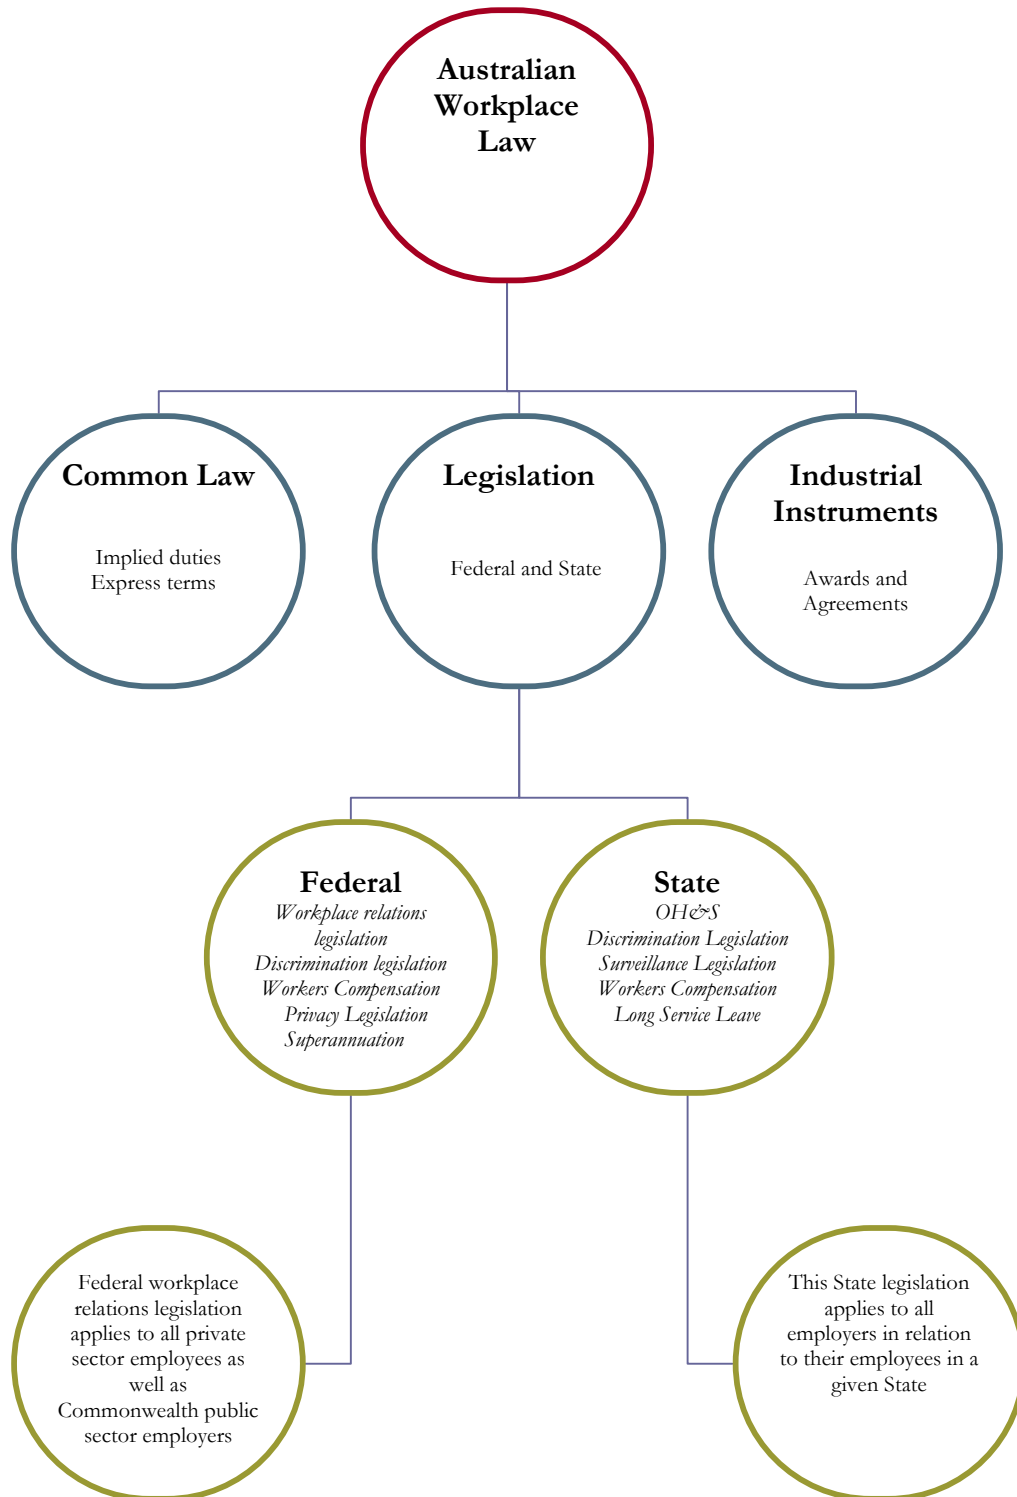 Australian
Workplace
Law
Common Law
Implied duties
Express terms
Legislation
Federal and State
Industrial
Instruments
Awards and
Agreements
Federal
Workplace relations
legislation
Discrimination legislation
Workers Compensation
Privacy Legislation
Superannuation
State
OH&S
Discrimination Legislation
Surveillance Legislation
Workers Compensation
Long Service Leave
Federal workplace
relations legislation
applies to all private
sector employees as
well as
Commonwealth public
sector employers
This State legislation
applies to all
employers in relation
to their employees in a
given State